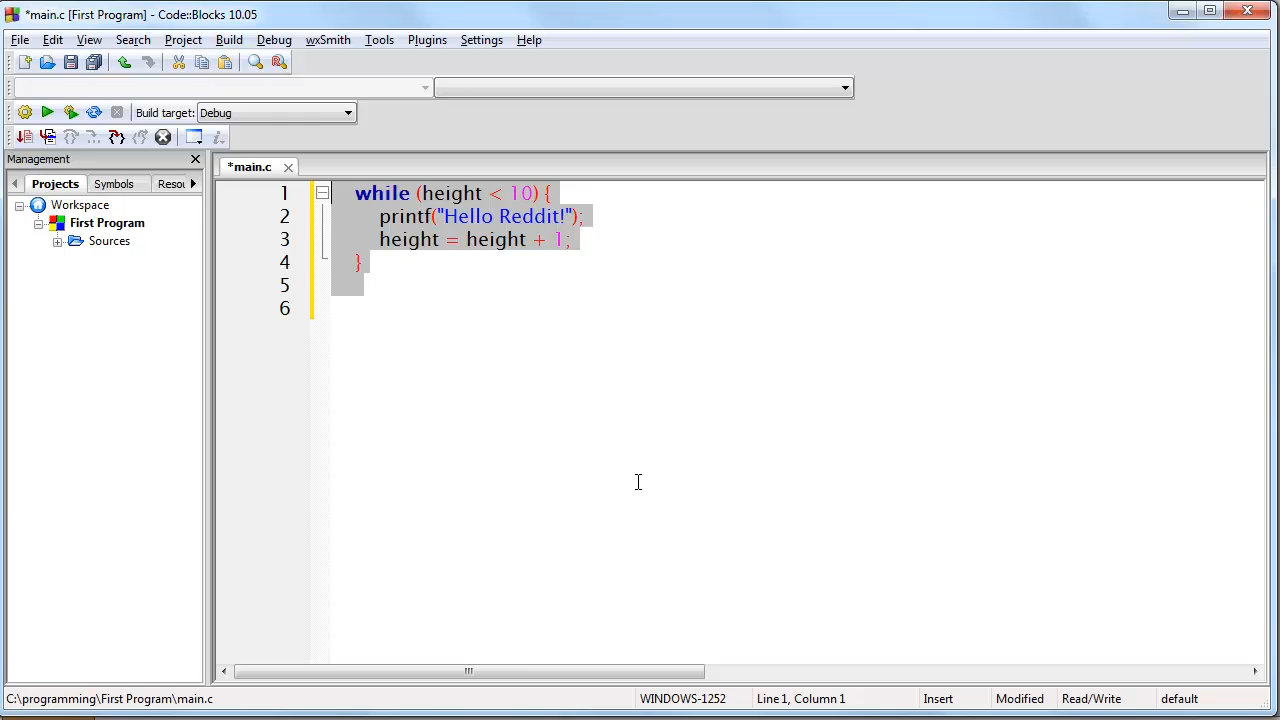 *main.c [First Program] - Code::Blocks 10.05
File Edit View Search Project Build Debug wxSmith Tools Plugins Settings Help
Build target: Debug
Management
*main.c
Projects Symbols Resou
Workspace
First Program
Sources
1 while (height < 10) {
2 printf("Hello Reddit!");
3 height = height + 1;
4 }
5
6
C:\programming\First Program\main.c WINDOWS-1252 Line 1, Column 1 Insert Modified Read/Write default